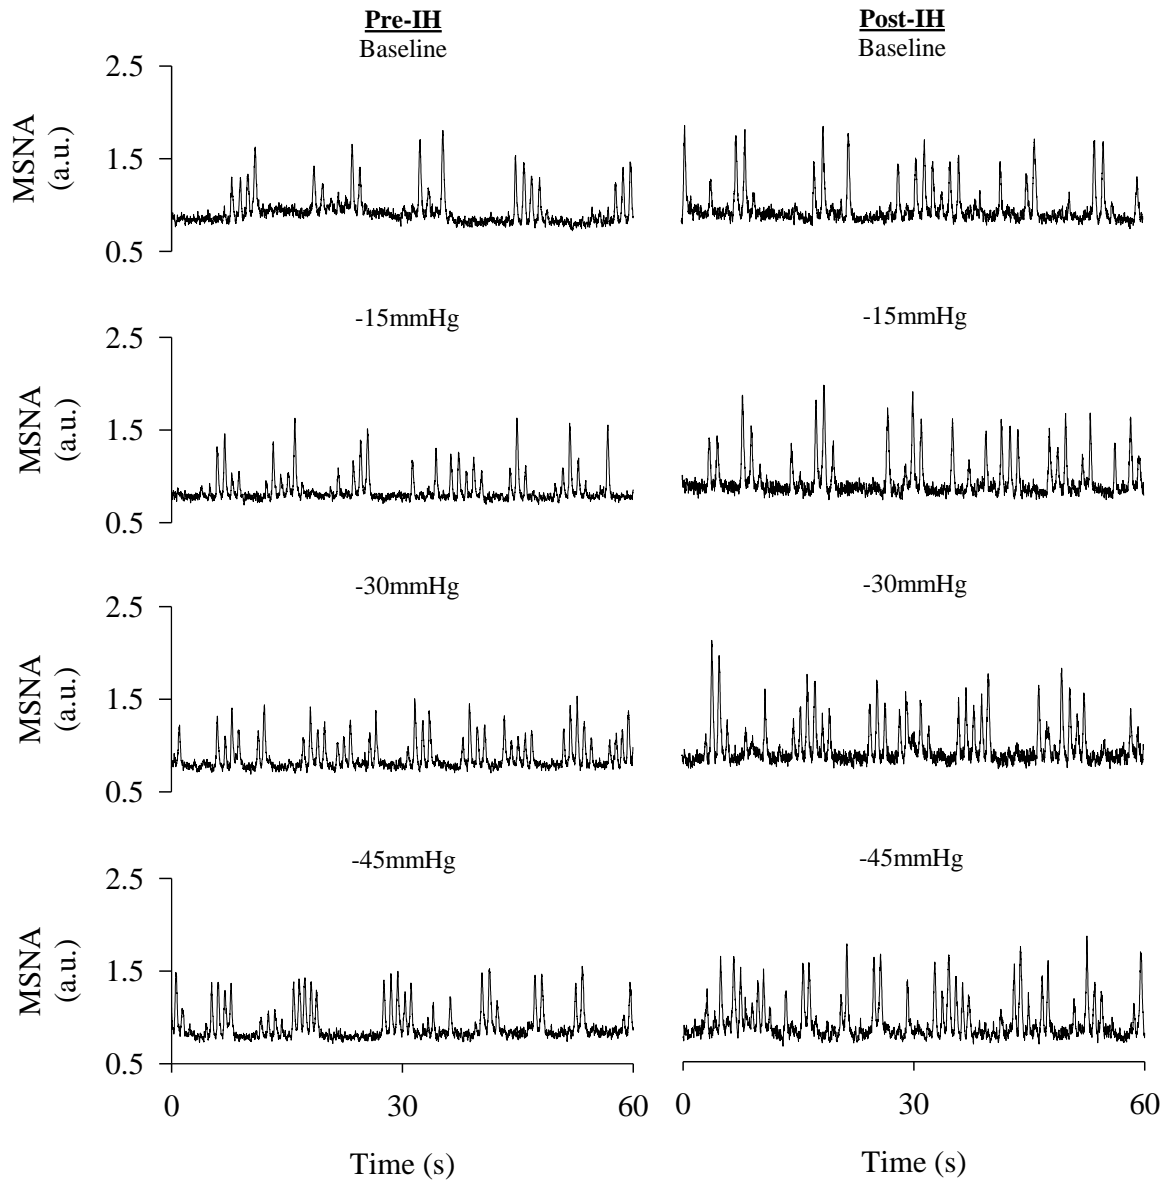 Pre-IH
Baseline
Post-IH
Baseline
2.5
1.5
0.5
MSNA
(a.u.)
-15mmHg
-15mmHg
2.5
1.5
0.5
MSNA
(a.u.)
-30mmHg
-30mmHg
2.5
1.5
0.5
MSNA
(a.u.)
-45mmHg
-45mmHg
2.5
1.5
0.5
MSNA
(a.u.)
0 30 60
0 30 60
Time (s)
Time (s)